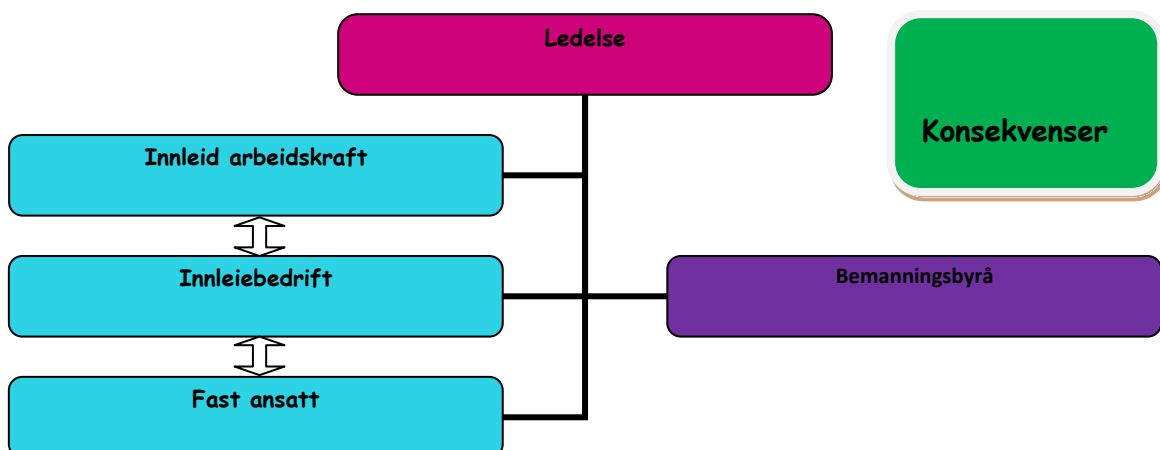 Ledelse
Konsekvenser
Innleid arbeidskraft
Innleiebedrift
Bemanningsbyrå
Fast ansatt